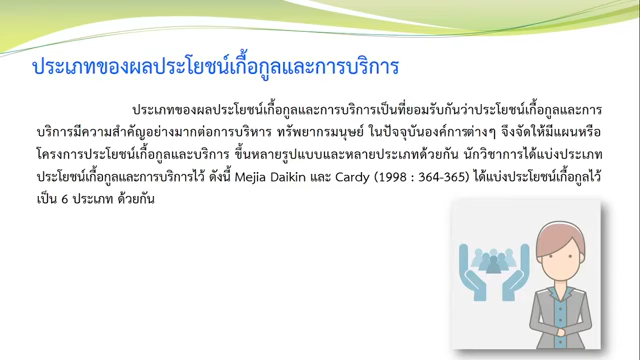 ประเภทของผลประโยชน์เกื้อกูลและการบริการ
ประเภทของผลประโยชน์เกื้อกูลและการบริการเป็นที่ยอมรับกันว่าประโยชน์เกื้อกูลและการ
บริการมีความสำคัญอย่างมากต่อการบริหาร ทรัพยากรมนุษย์ ในปัจจุบันองค์การต่างๆ จึงจัดให้มีแผนหรือ
โครงการประโยชน์เกื้อกูลและบริการ ขึ้นหลายรูปแบบและหลายประเภทด้วยกัน นักวิชาการได้แบ่งประเภท
ประโยชน์เกื้อกูลและการบริการไว้ ดังนี้ Mejia Daikin และ Cardy (1998 : 364-365) ได้แบ่งประโยชน์เกื้อกูลไว้
เป็น 6 ประเภท ด้วยกัน